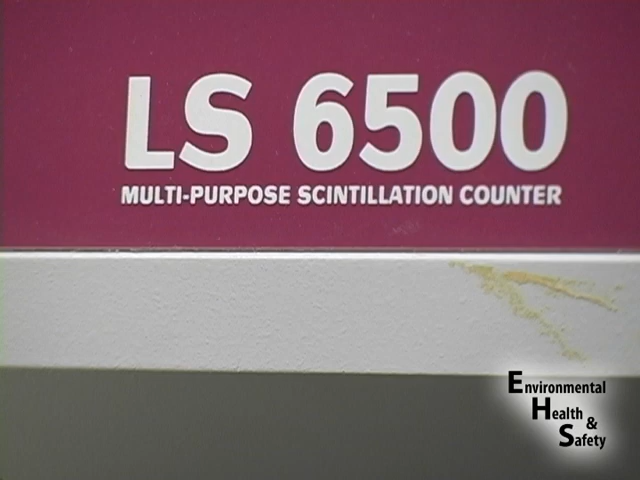 LS 6500
MULTI-PURPOSE SCINTILLATION COUNTER
Environmental
Health &
Safety